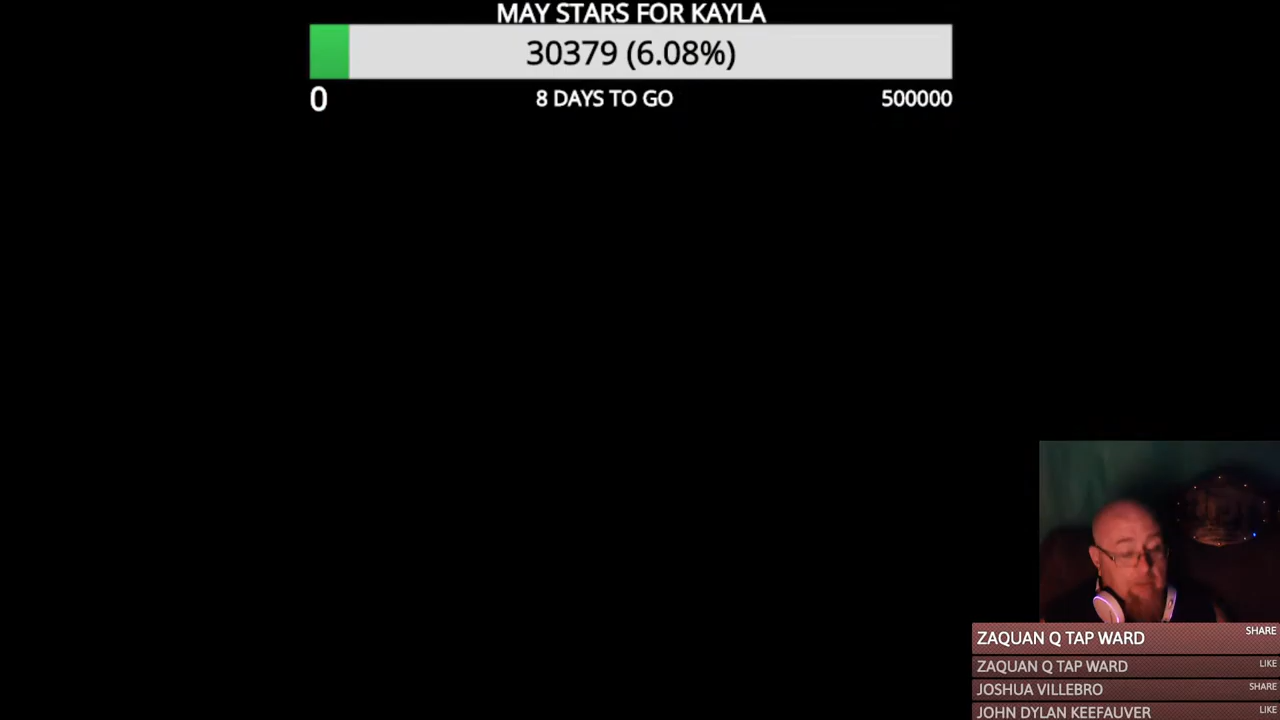 MAY STARS FOR KAYLA
30379 (6.08%)
0 8 DAYS TO GO 500000
ZAQUAN Q TAP WARD SHARE
ZAQUAN Q TAP WARD LIKE
JOSHUA VILLEBRO SHARE
JOHN DYLAN KEEFAUVER LIKE